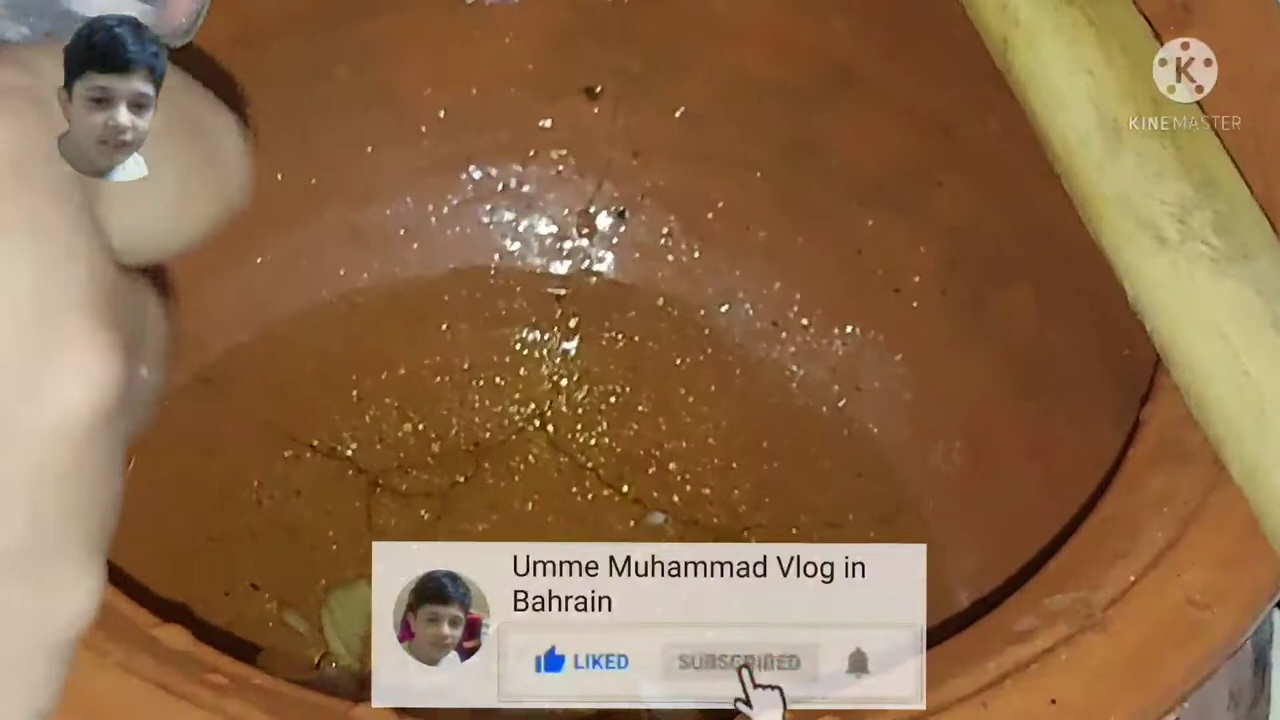 K
KINEMASTER
Umme Muhammad Vlog in
Bahrain
LIKED
SUBSCRIBED